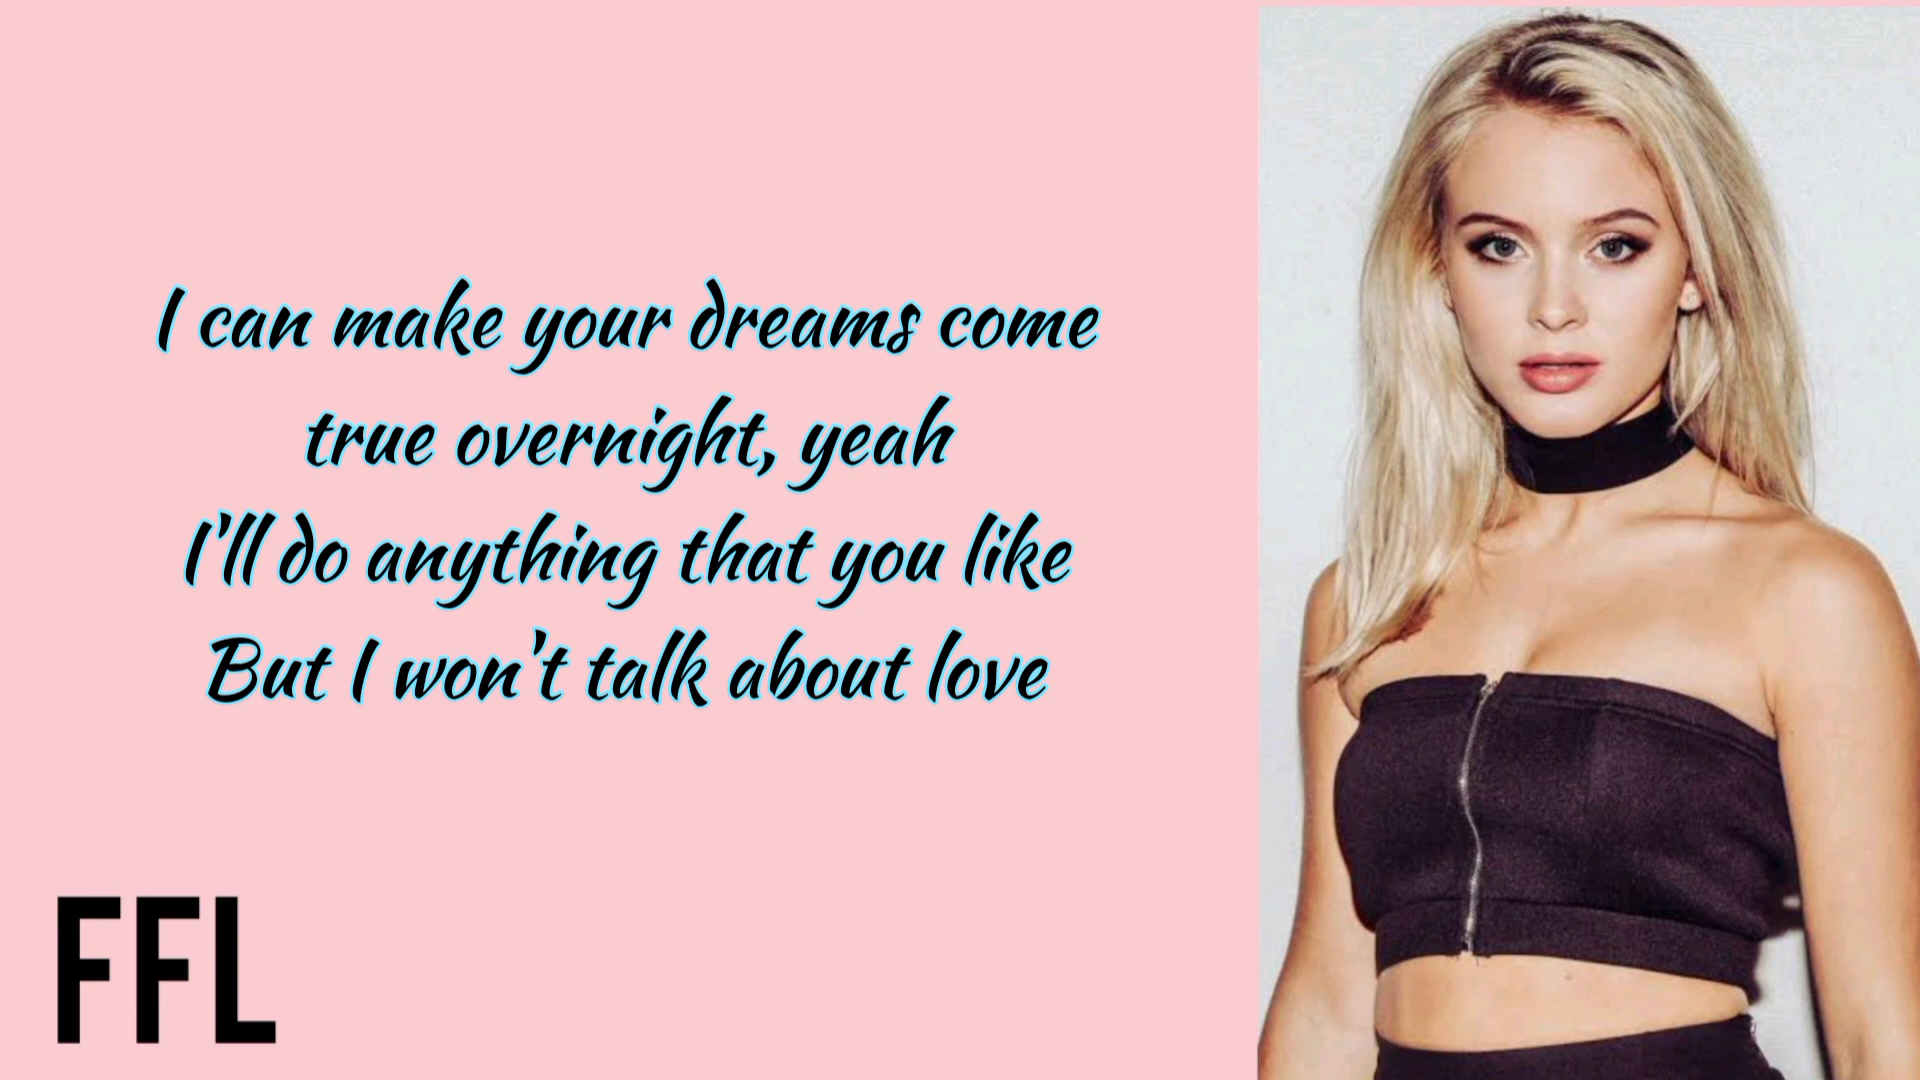 I can make your dreams come
true overnight, yeah
I'll do anything that you like
But I won't talk about love
FFL